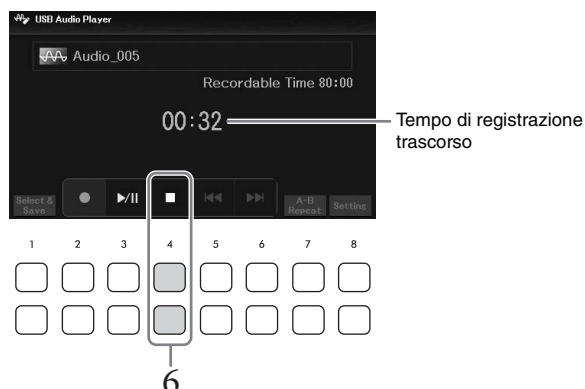 USB Audio Player
Audio_005
Recordable Time 80:00
00:32
Tempo di registrazione
trascorso
Select &
Save
A-B
Repeat
Setting
1 2 3 4 5 6 7 8
6